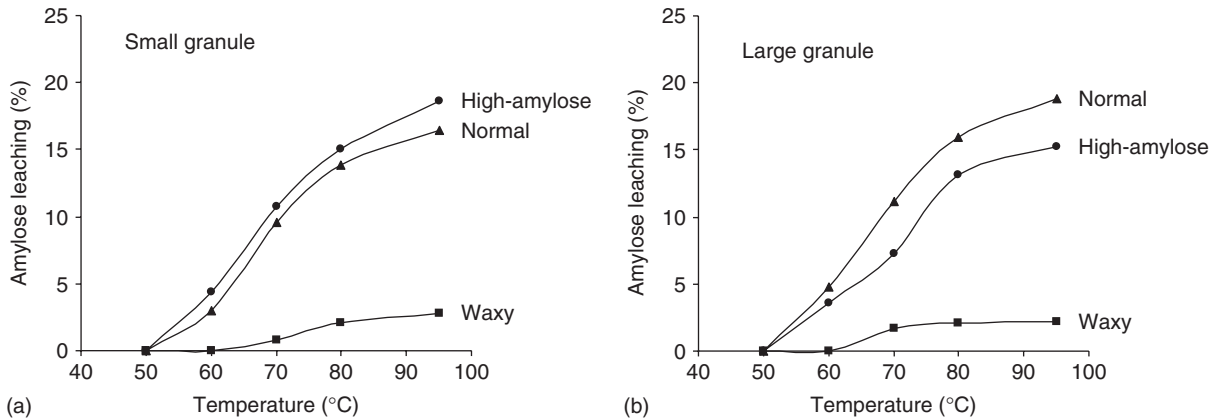 25
20
15
10
5
0
Amylose leaching (%)
Small granule
High-amylose
Normal
Waxy
40 50 60 70 80 90 100
(a) Temperature (°C)
25
20
15
10
5
0
Amylose leaching (%)
Large granule
Normal
High-amylose
Waxy
40 50 60 70 80 90 100
(b) Temperature (°C)